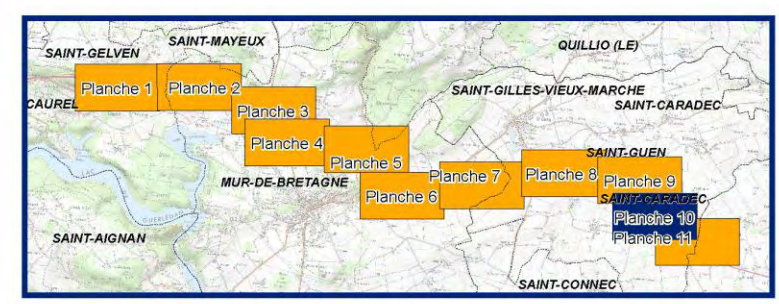 SAINT-GELVEN
SAINT-MAYEUX
QUILLIO (LE)
Planche 1
Planche 2
SAINT-GILLES-VIEUX-MARCHE
CAUREL
SAINT-CARADEC
Planche 3
Planche 4
SAINT-GUEN
Planche 5
Planche 7
Planche 8
Planche 9
MUR-DE-BRETAGNE
Planche 6
SAINT-CARADEC
Planche 10
SAINT-AIGNAN
Planche 11
SAINT-CONNEC